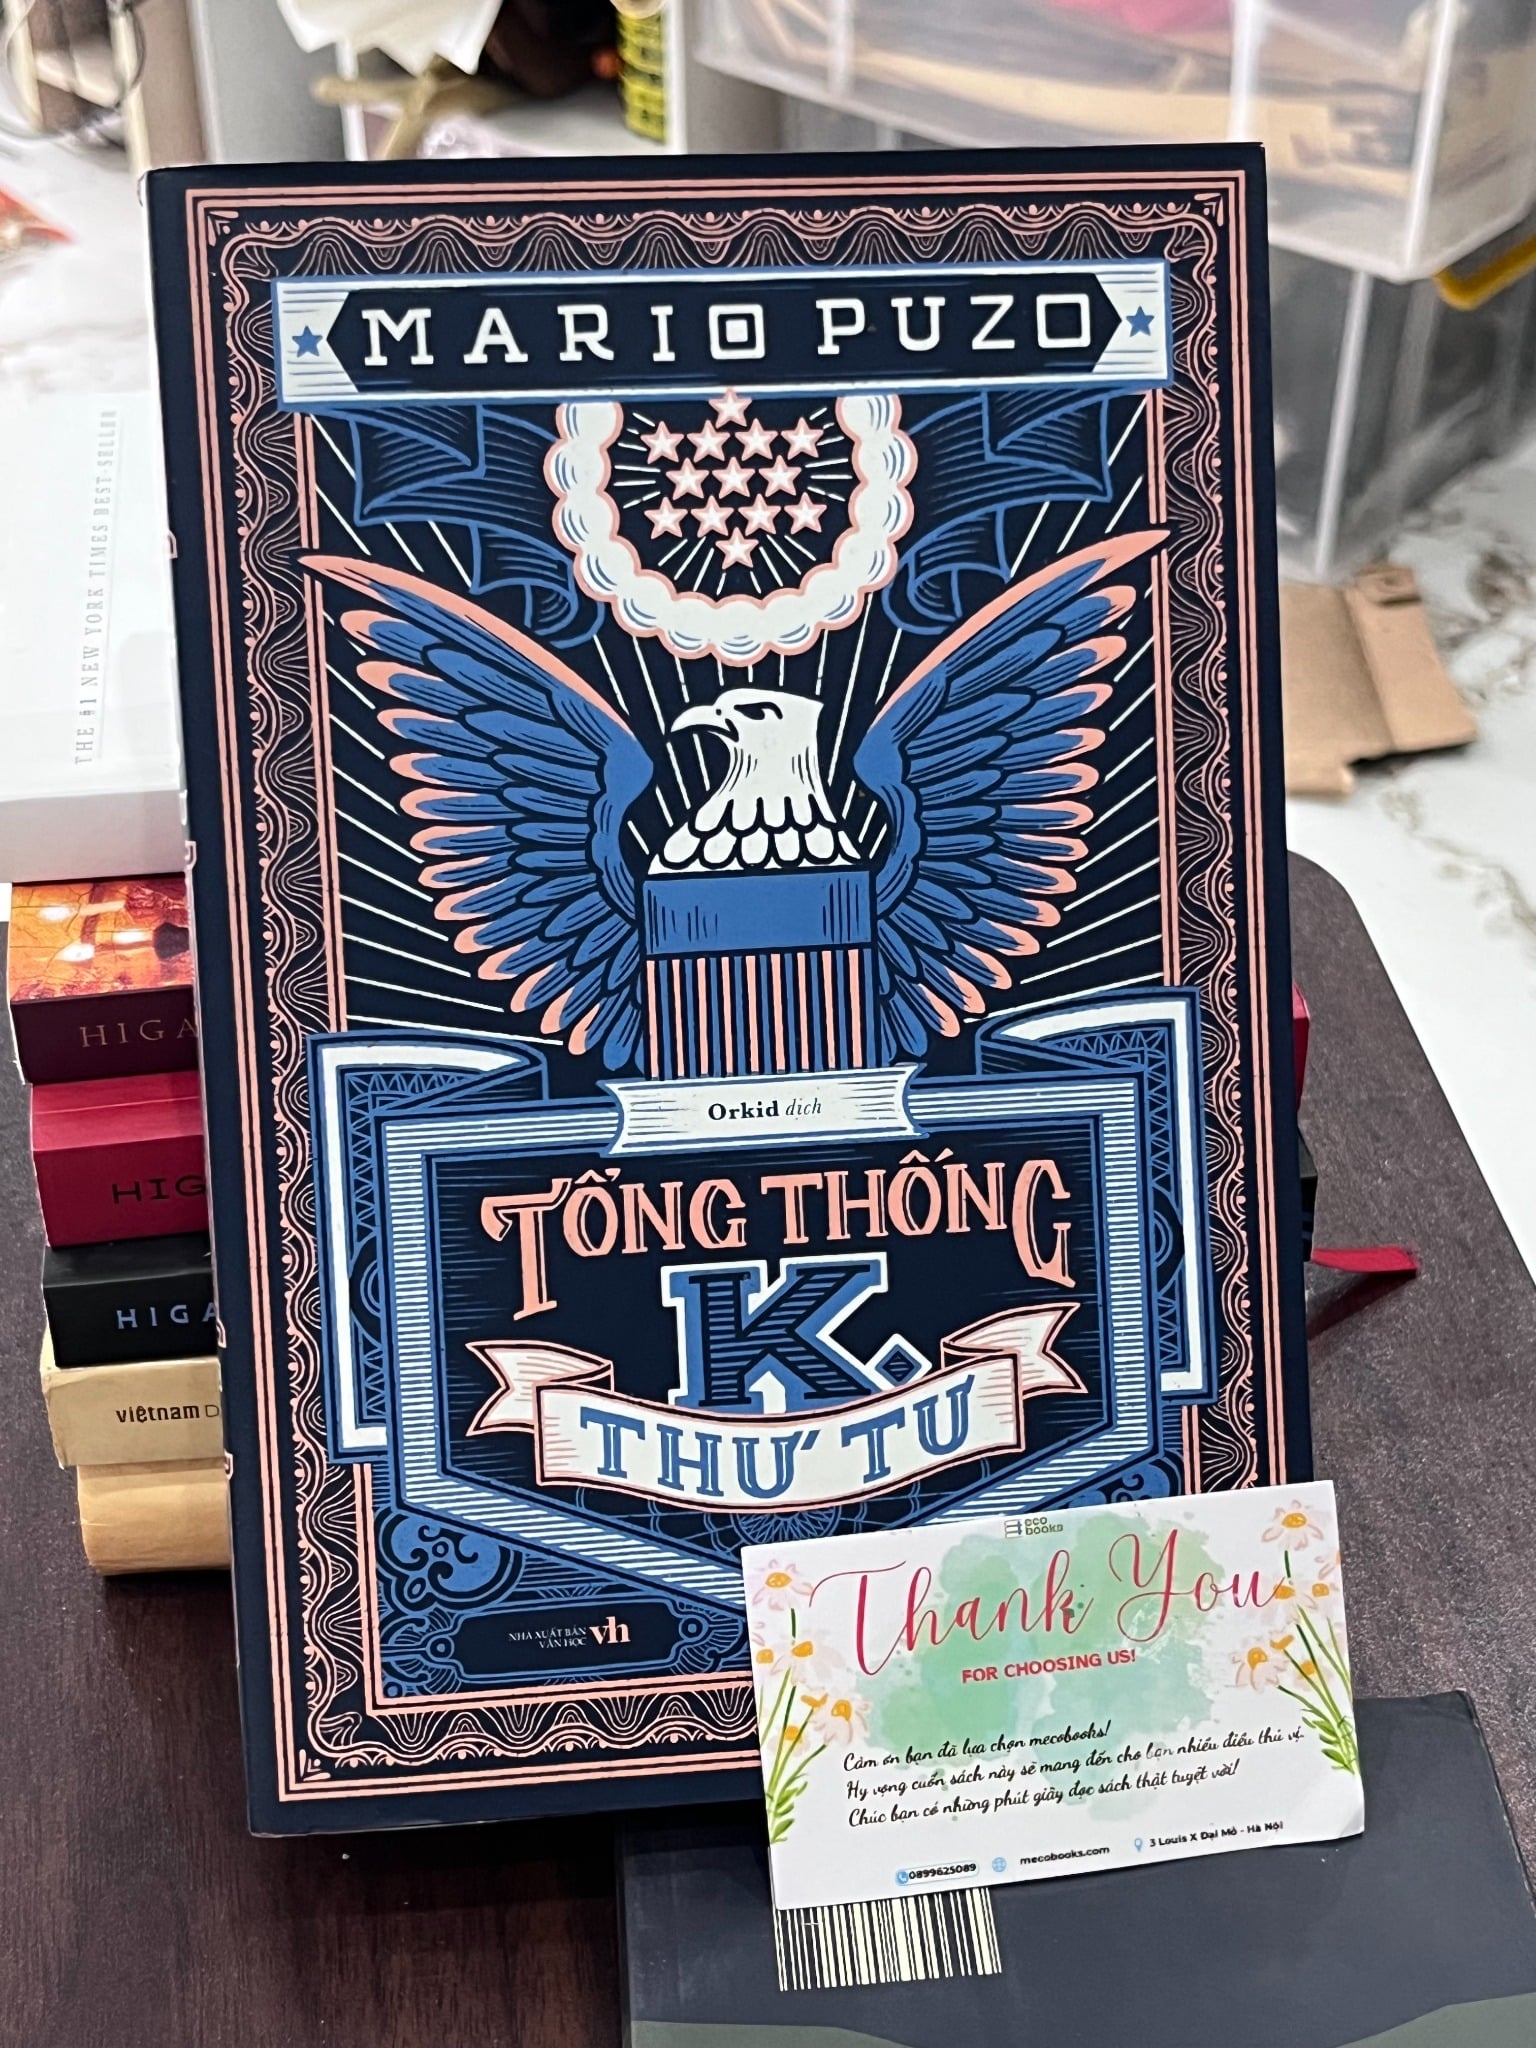 MARIO PUZO
THE #1 NEW YORK TIMES BEST-SELLER
Orkid dịch
TỔNG THỐNG
K.
THỨ TƯ
HIGA
HIG
HIGA
việtnam D
NHÀ XUẤT BẢN
VĂN HỌC vh
eco
books
Thank You
FOR CHOOSING US!
Cảm ơn bạn đã lựa chọn mecobooks!
Hy vọng cuốn sách này sẽ mang đến cho bạn nhiều điều thú vị.
Chúc bạn có những phút giây đọc sách thật tuyệt vời!
0899625089 mecobooks.com 3 Louis X Đại Mỗ - Hà Nội